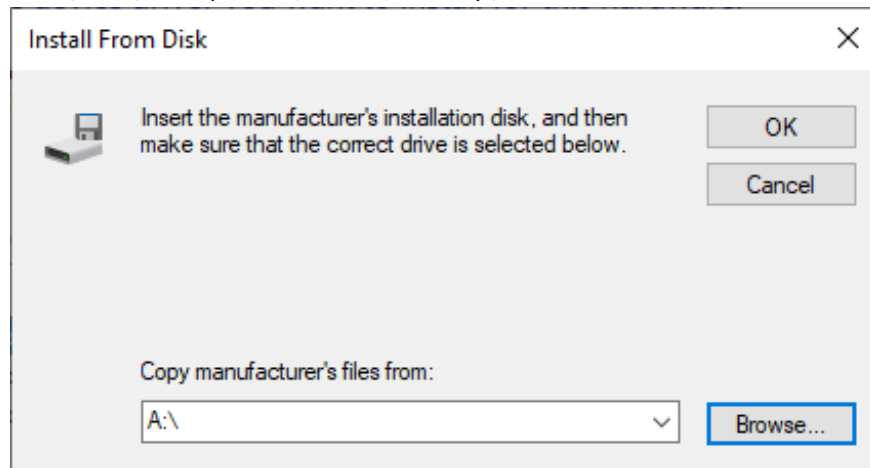 Install From Disk
Insert the manufacturer's installation disk, and then
make sure that the correct drive is selected below.
OK
Cancel
Copy manufacturer's files from:
A:\
Browse...